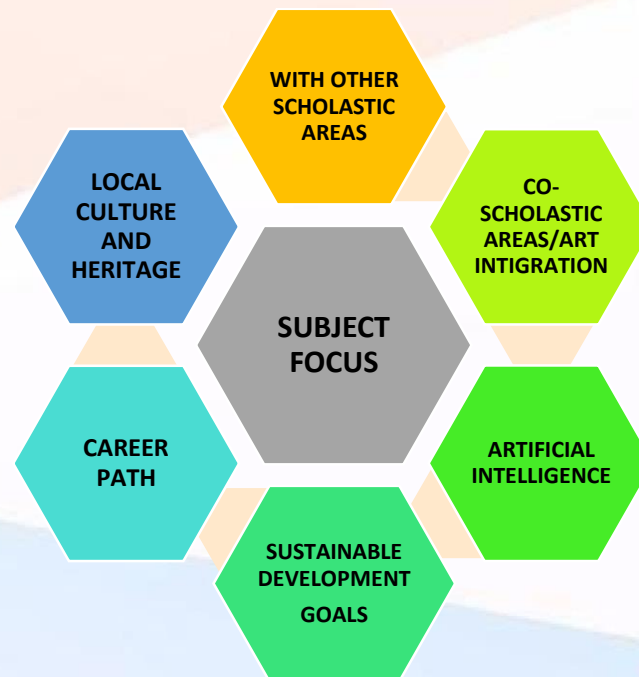 WITH OTHER
SCHOLASTIC
AREAS
CO-
SCHOLASTIC
AREAS/ART
INTIGRATION
ARTIFICIAL
INTELLIGENCE
SUSTAINABLE
DEVELOPMENT
GOALS
CAREER
PATH
LOCAL
CULTURE
AND
HERITAGE
SUBJECT
FOCUS